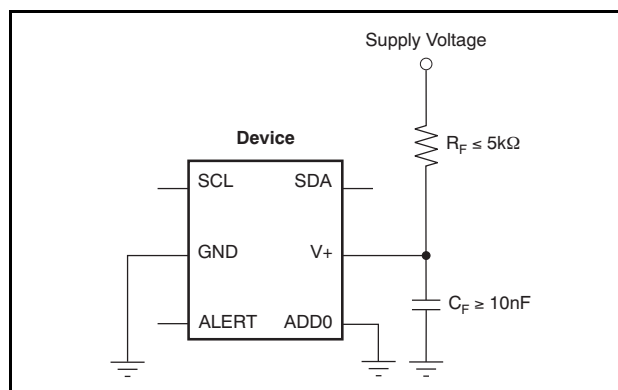 Supply Voltage
Device
R_F ≤ 5kΩ
SCL SDA
GND V+
C_F ≥ 10nF
ALERT ADD0